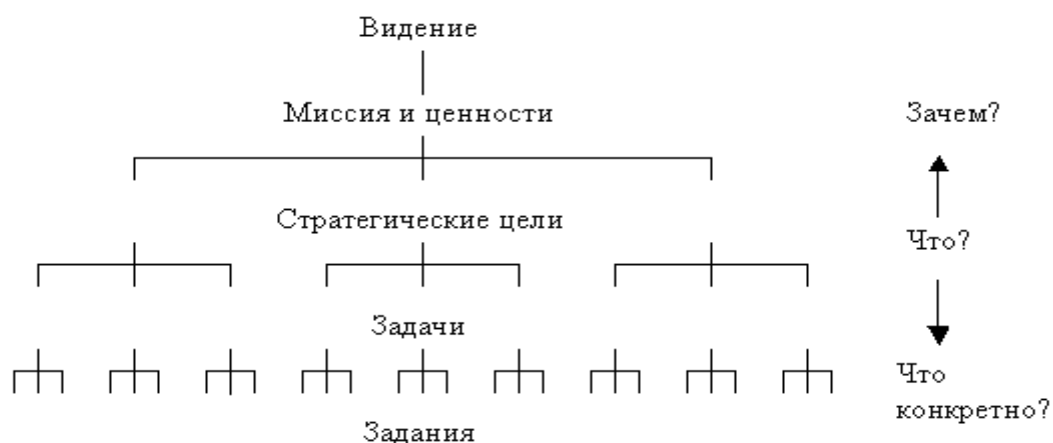 Видение
Миссия и ценности
Зачем?
Стратегические цели
Что?
Задачи
Что
конкретно?
Задания